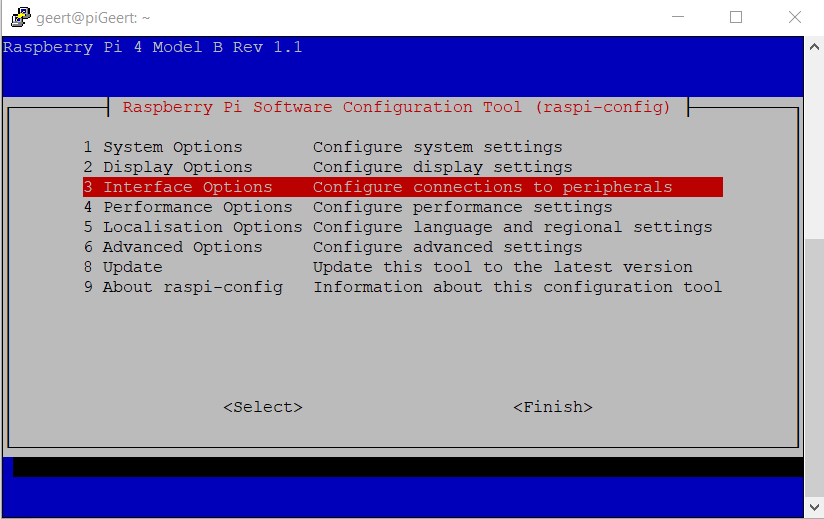 geert@piGeert: ~
Raspberry Pi 4 Model B Rev 1.1
Raspberry Pi Software Configuration Tool (raspi-config)
1 System Options       Configure system settings
2 Display Options      Configure display settings
3 Interface Options    Configure connections to peripherals
4 Performance Options  Configure performance settings
5 Localisation Options Configure language and regional settings
6 Advanced Options     Configure advanced settings
8 Update               Update this tool to the latest version
9 About raspi-config   Information about this configuration tool
<Select>                     <Finish>